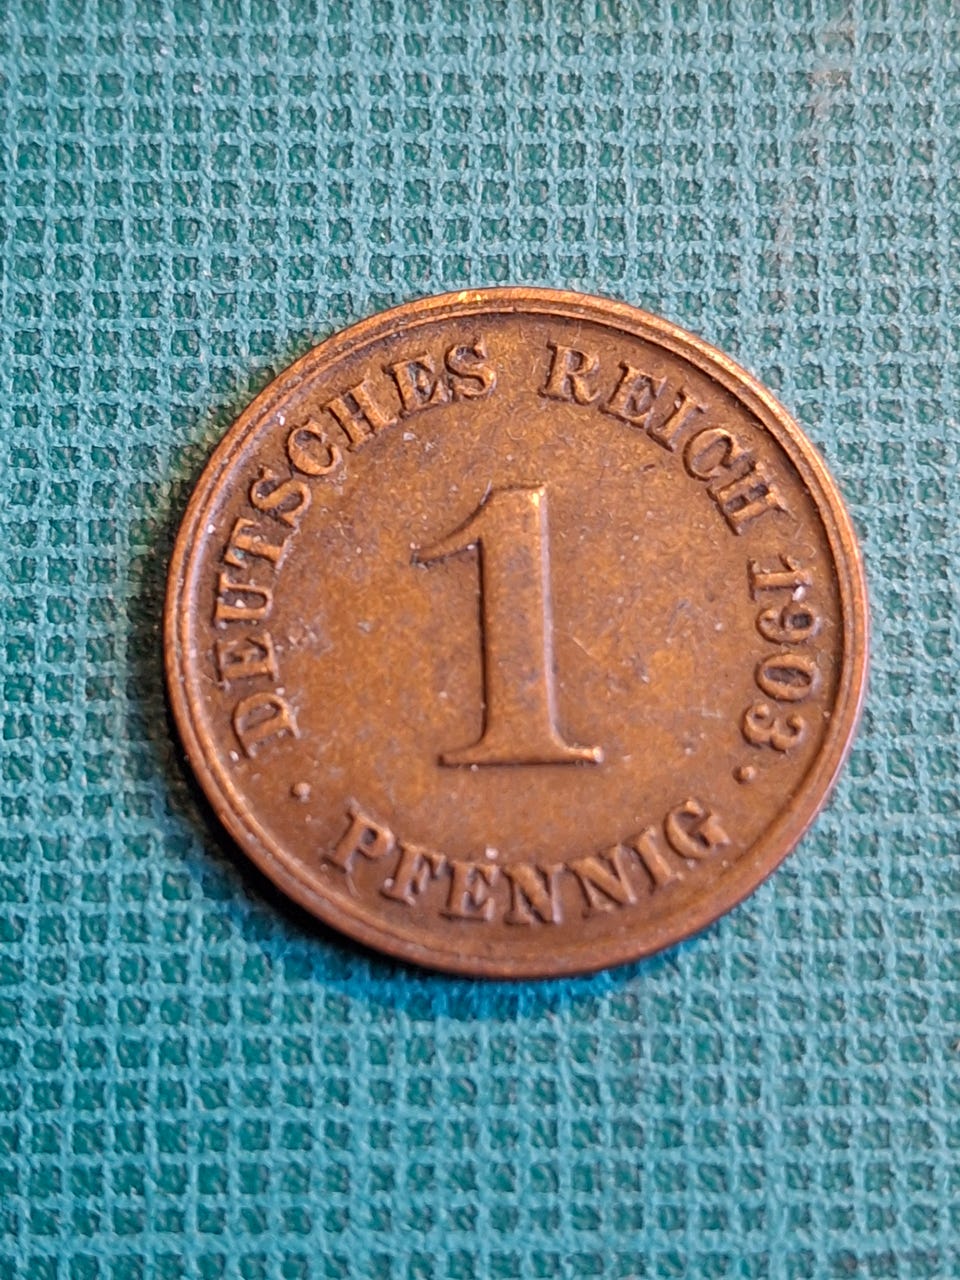 DEUTSCHES REICH 1903
1
· PFENNIG ·